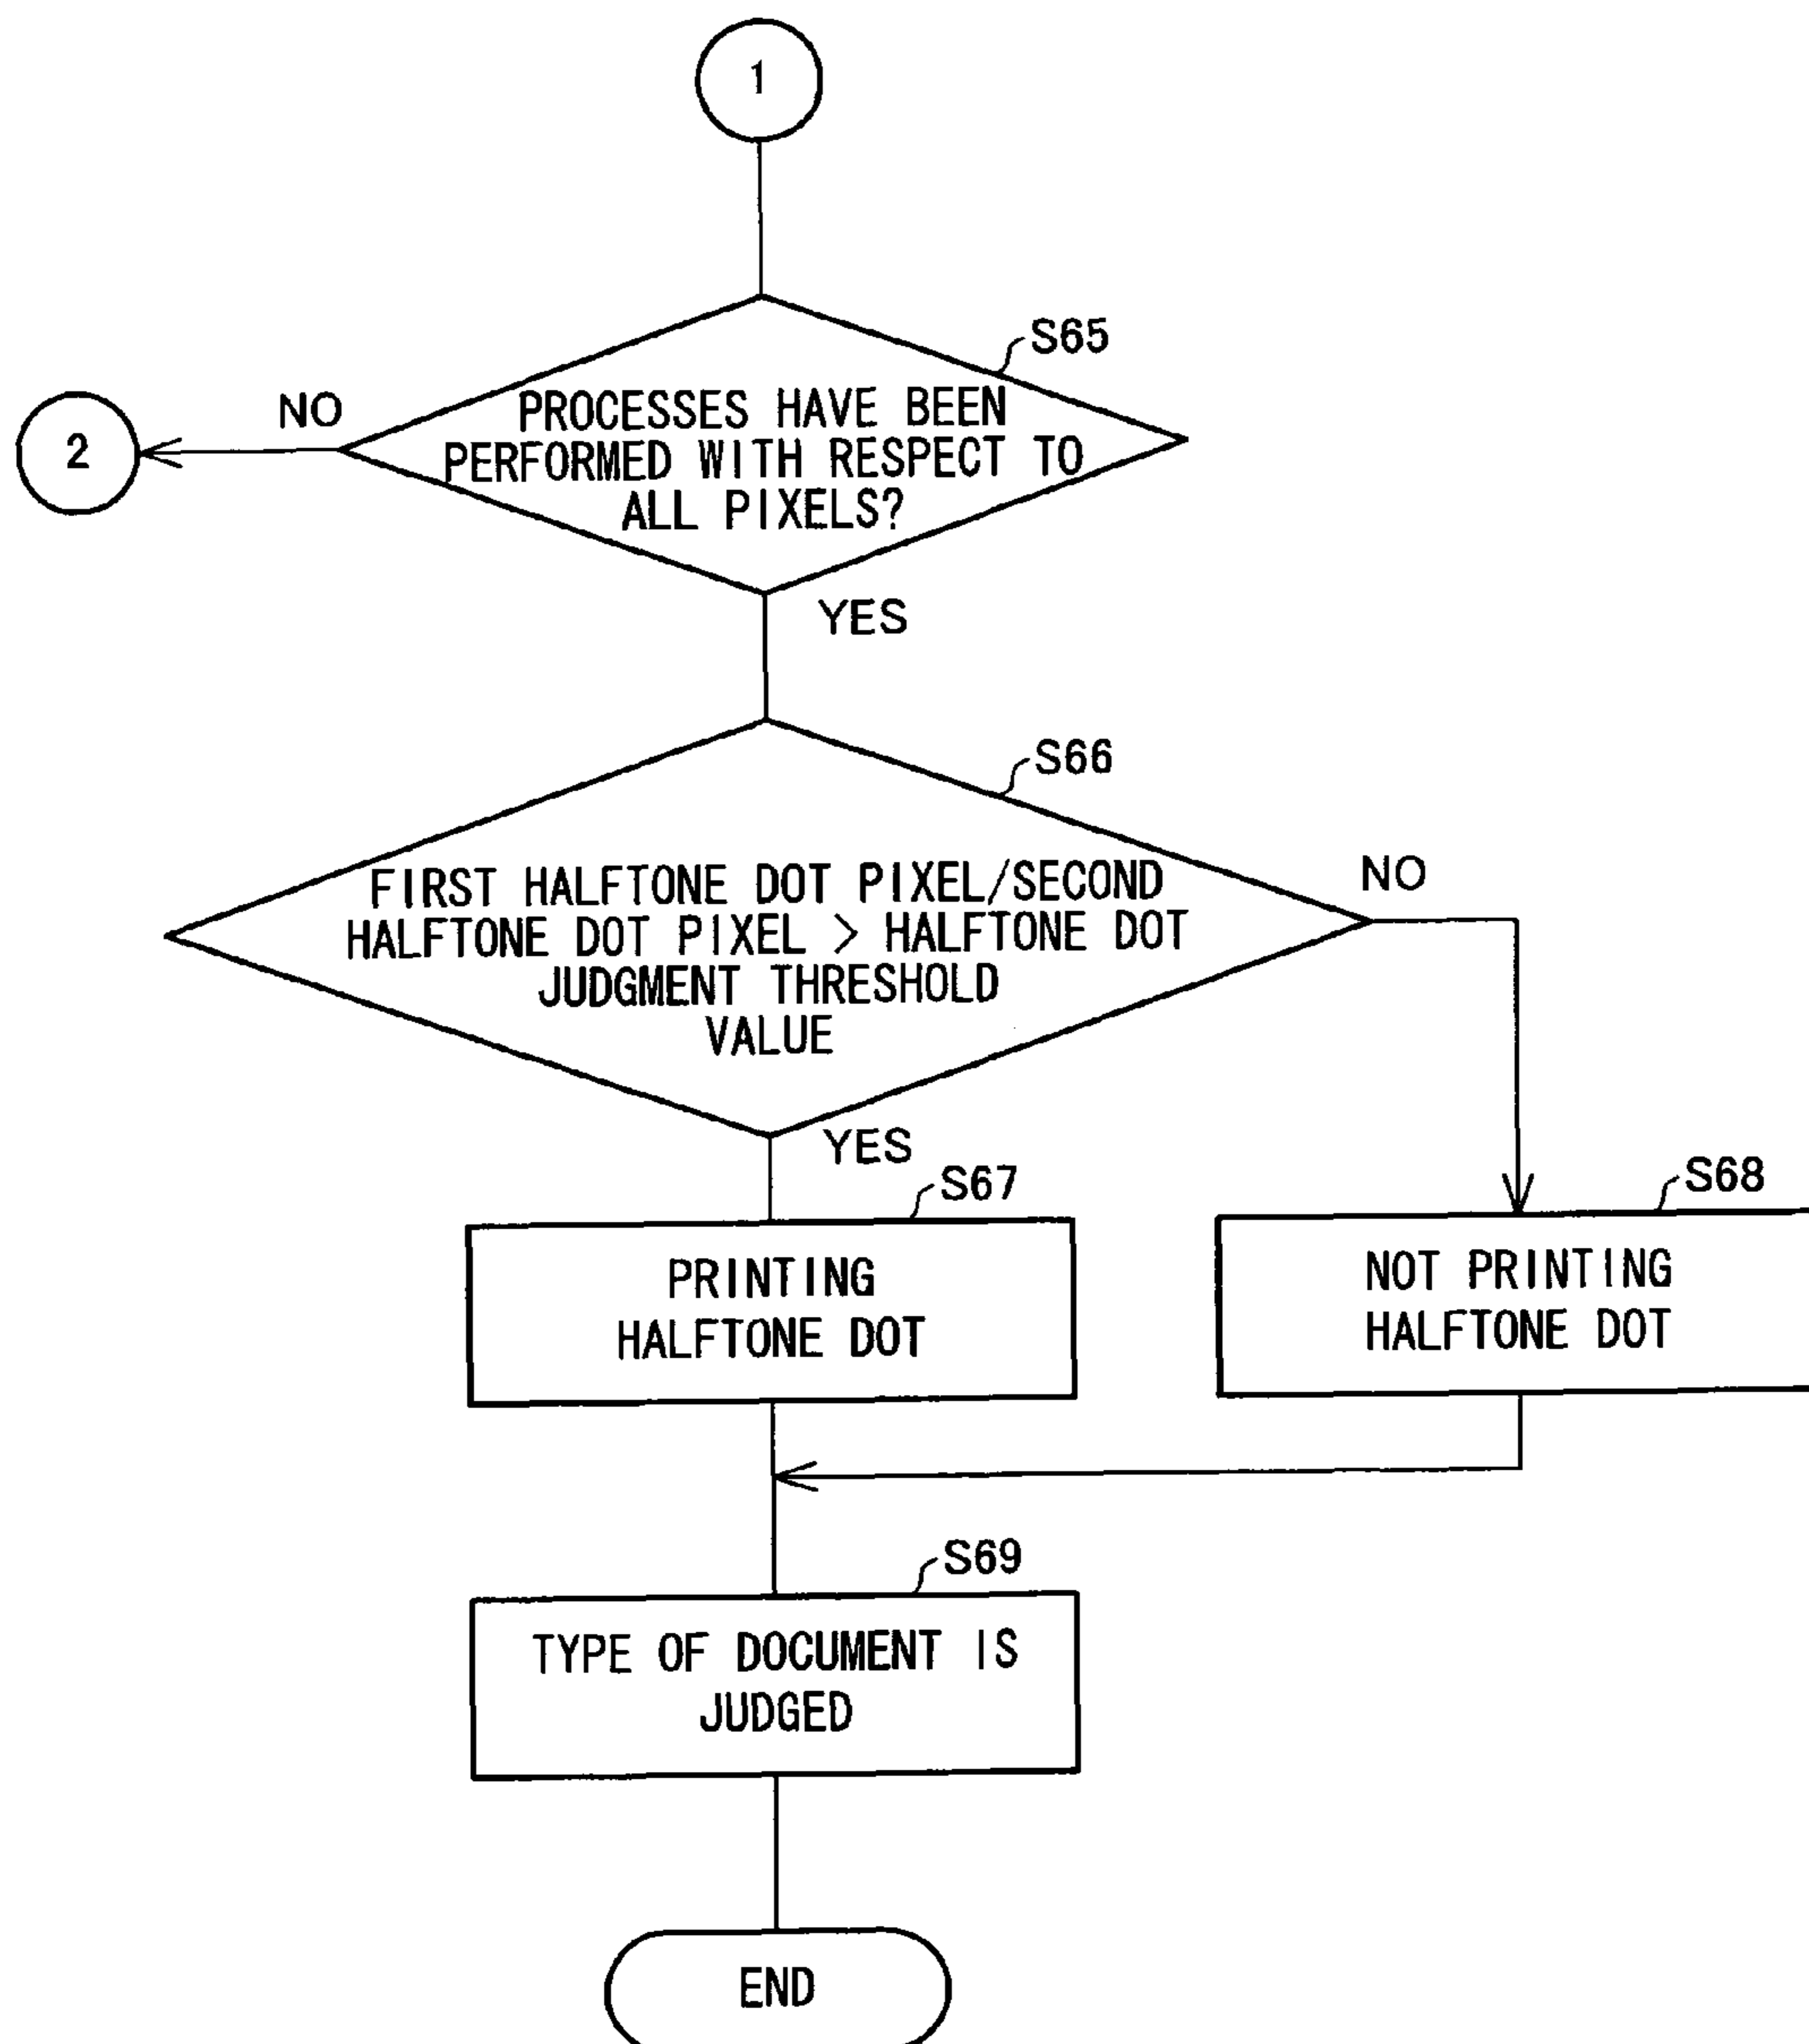 1
S65
PROCESSES HAVE BEEN
PERFORMED WITH RESPECT TO
ALL PIXELS?
NO
2
YES
S66
FIRST HALFTONE DOT PIXEL/SECOND
HALFTONE DOT PIXEL > HALFTONE DOT
JUDGMENT THRESHOLD
VALUE
NO
YES
S67
PRINTING
HALFTONE DOT
S68
NOT PRINTING
HALFTONE DOT
S69
TYPE OF DOCUMENT IS
JUDGED
END